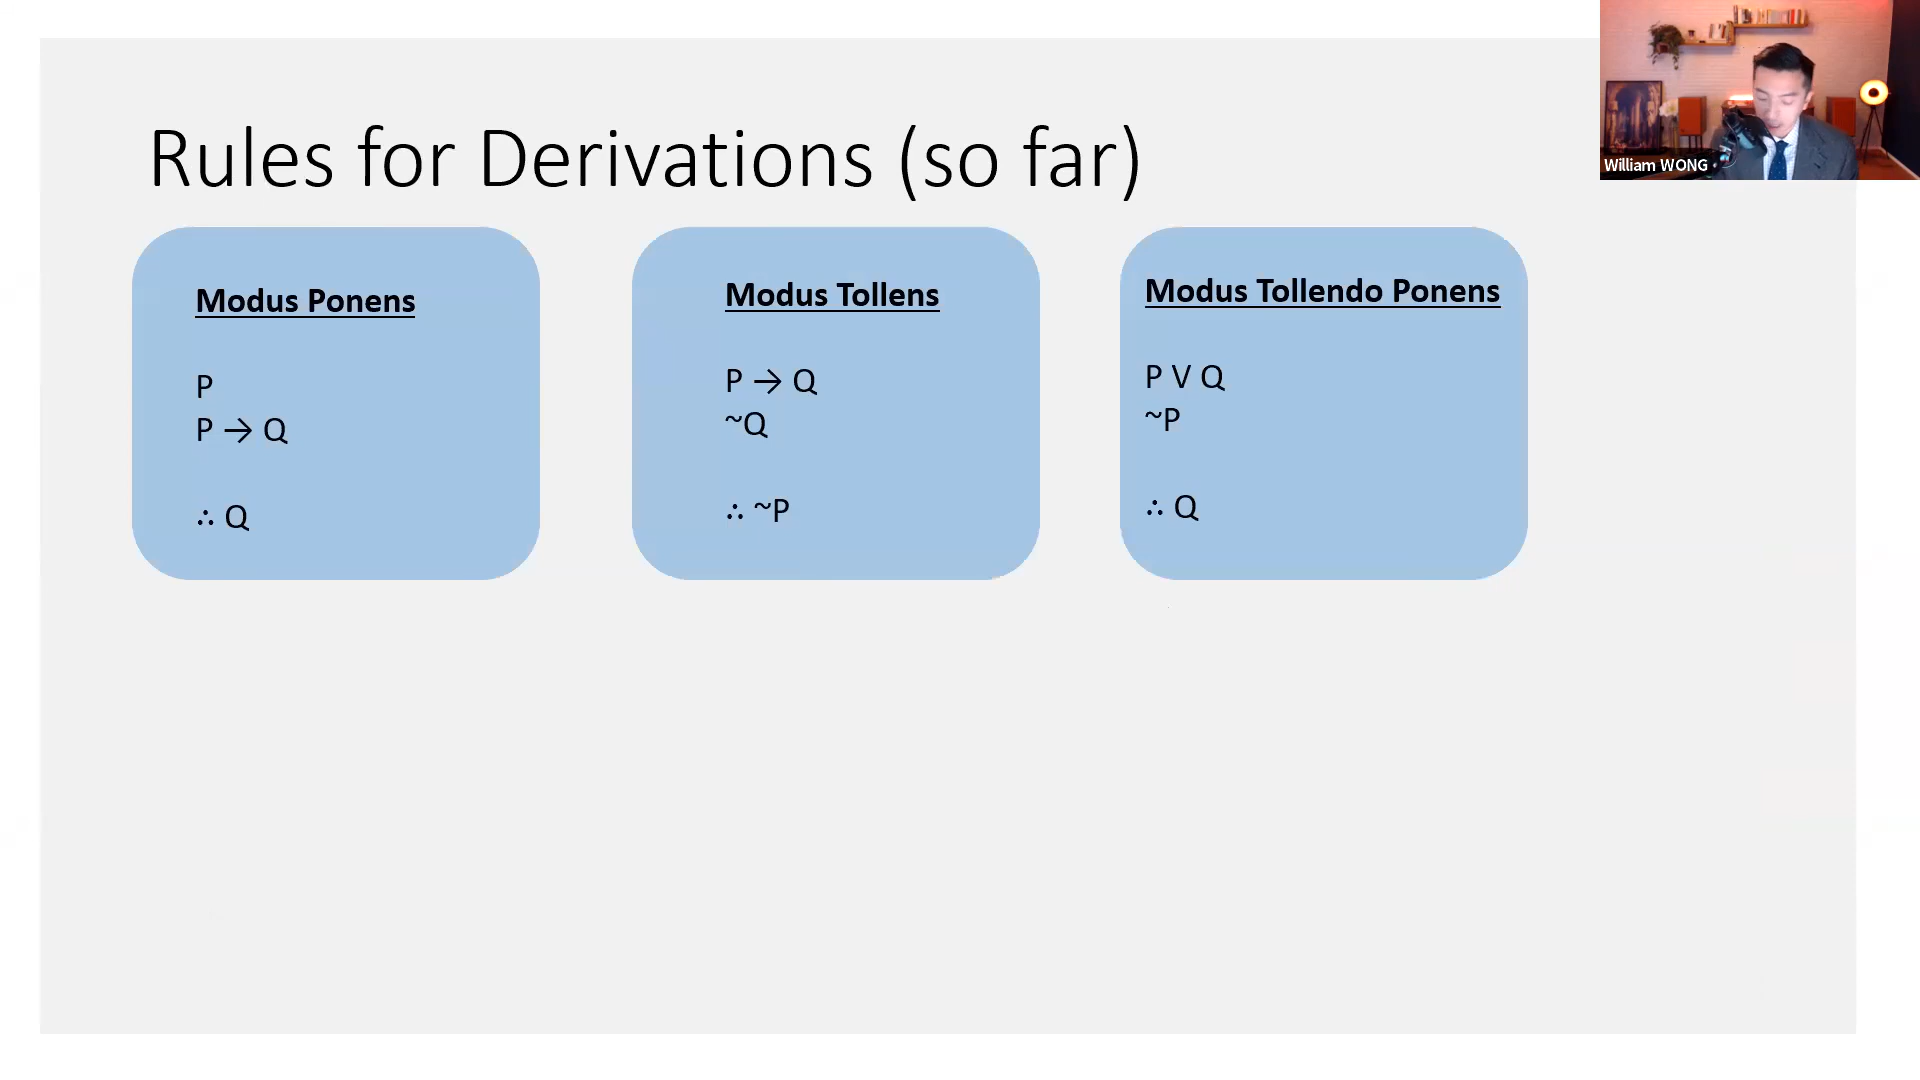 Rules for Derivations (so far)
Modus Ponens
P
P → Q
∴ Q
Modus Tollens
P → Q
~Q
∴ ~P
Modus Tollendo Ponens
P V Q
~P
∴ Q
William WONG